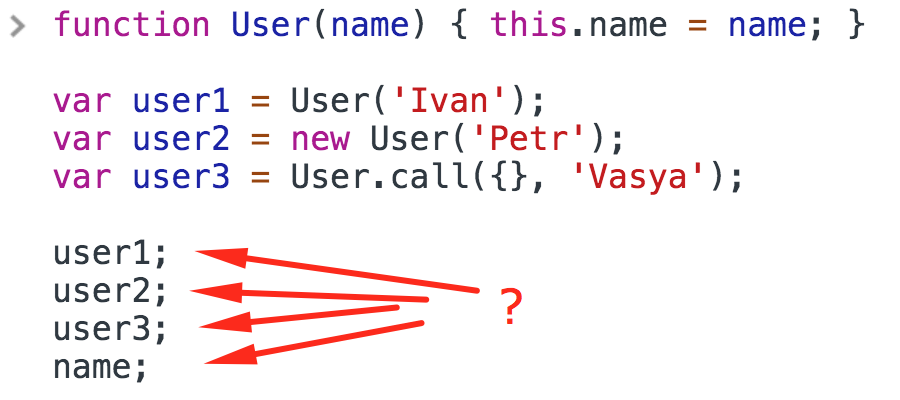 > function User(name) { this.name = name; }
var user1 = User('Ivan');
var user2 = new User('Petr');
var user3 = User.call({}, 'Vasya');
user1;
user2;
?
user3;
name;